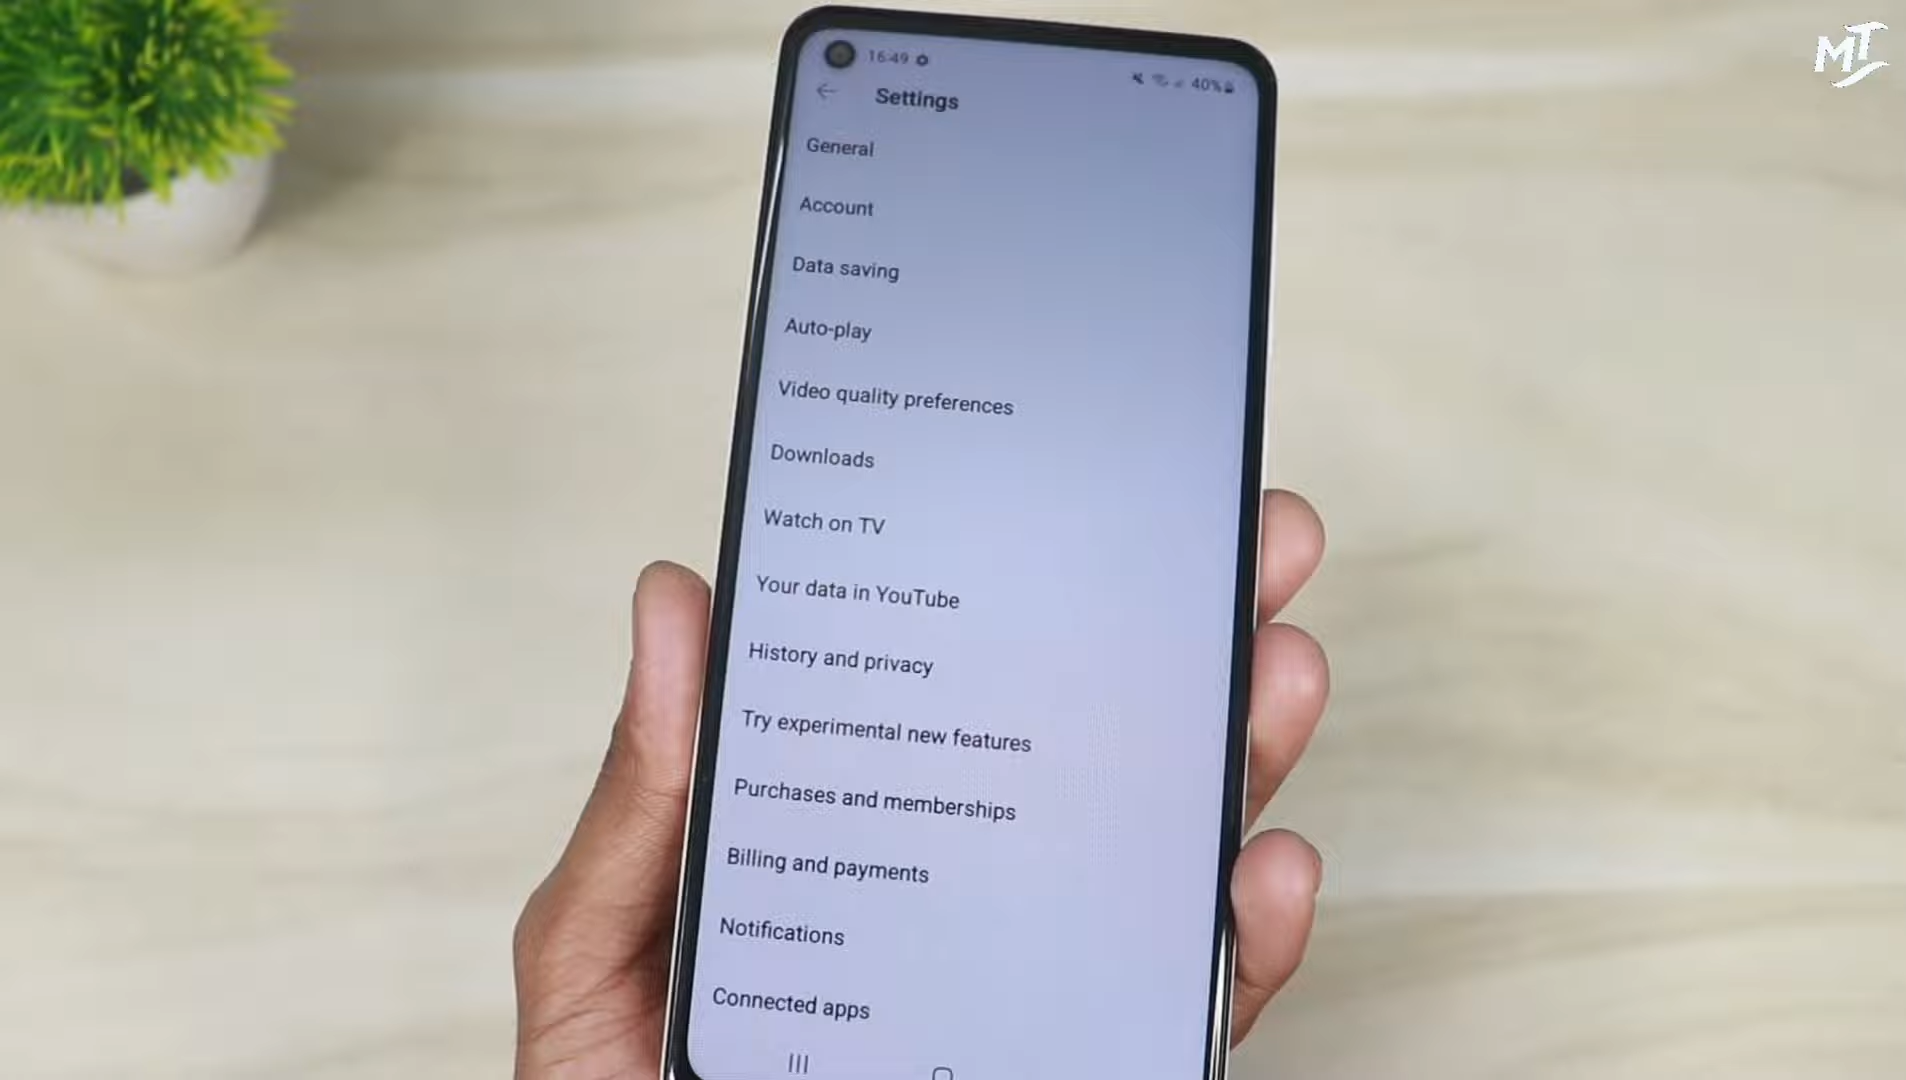 MT
16:49
40%
Settings
General
Account
Data saving
Auto-play
Video quality preferences
Downloads
Watch on TV
Your data in YouTube
History and privacy
Try experimental new features
Purchases and memberships
Billing and payments
Notifications
Connected apps